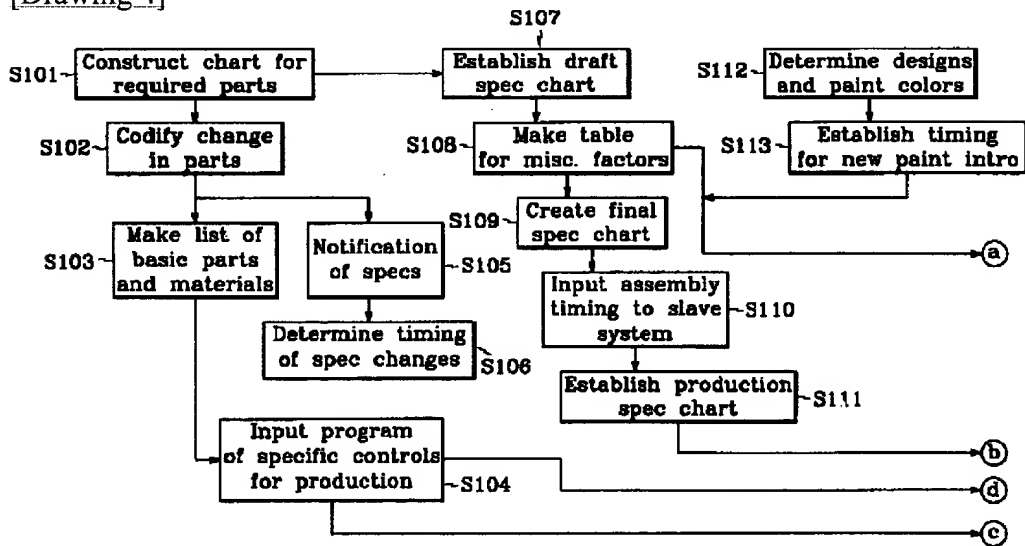 [Drawing 4]
S107
S101
Construct chart for
required parts
Establish draft
spec chart
S112
Determine designs
and paint colors
S102
Codify change
in parts
S108
Make table
for misc. factors
S113
Establish timing
for new paint intro
S109
Create final
spec chart
S103
Make list of
basic parts
and materials
Notification
of specs
S105
a
Input assembly
timing to slave
system
S110
Determine timing
of spec changes
S106
Establish production
spec chart
S111
Input program
of specific controls
for production
S104
b
d
c